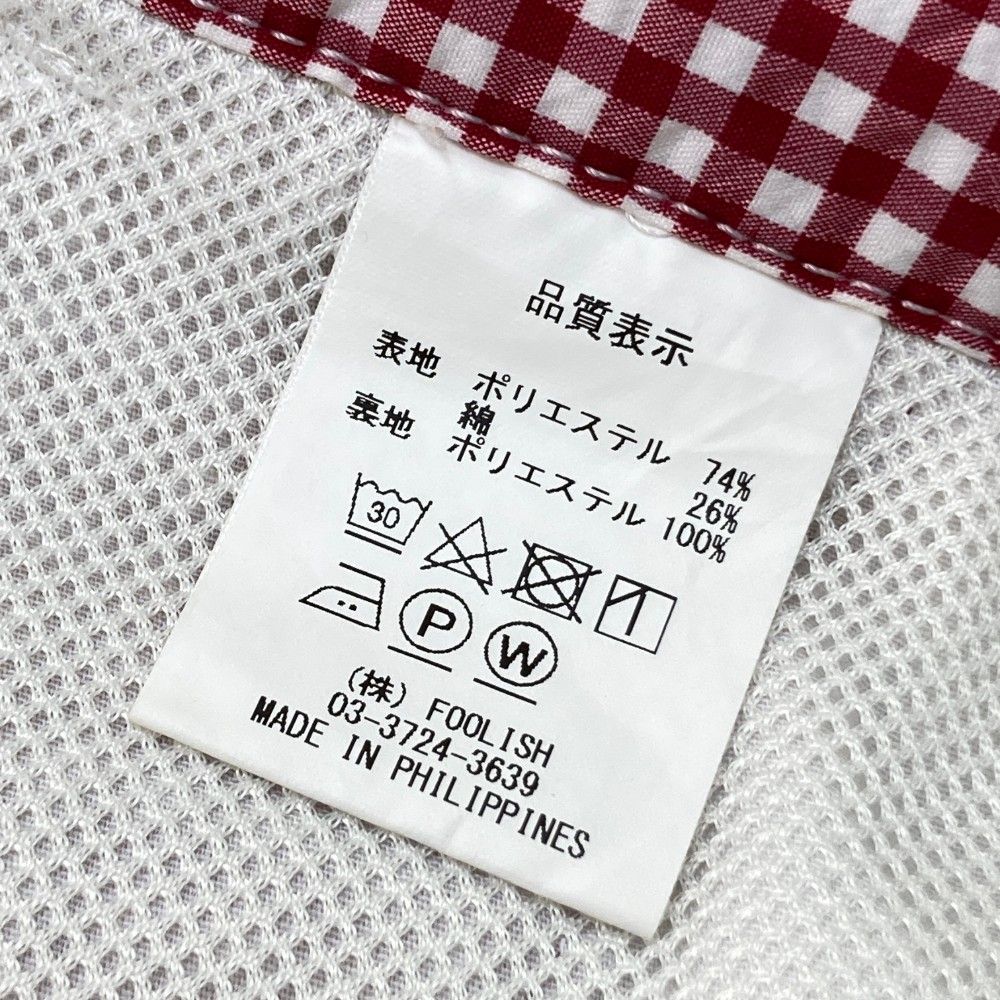 品質表示
表地 ポリエステル 74%
綿 26%
裏地 ポリエステル 100%
30
P W
(株) FOOLISH
03-3724-3639
MADE IN PHILIPPINES